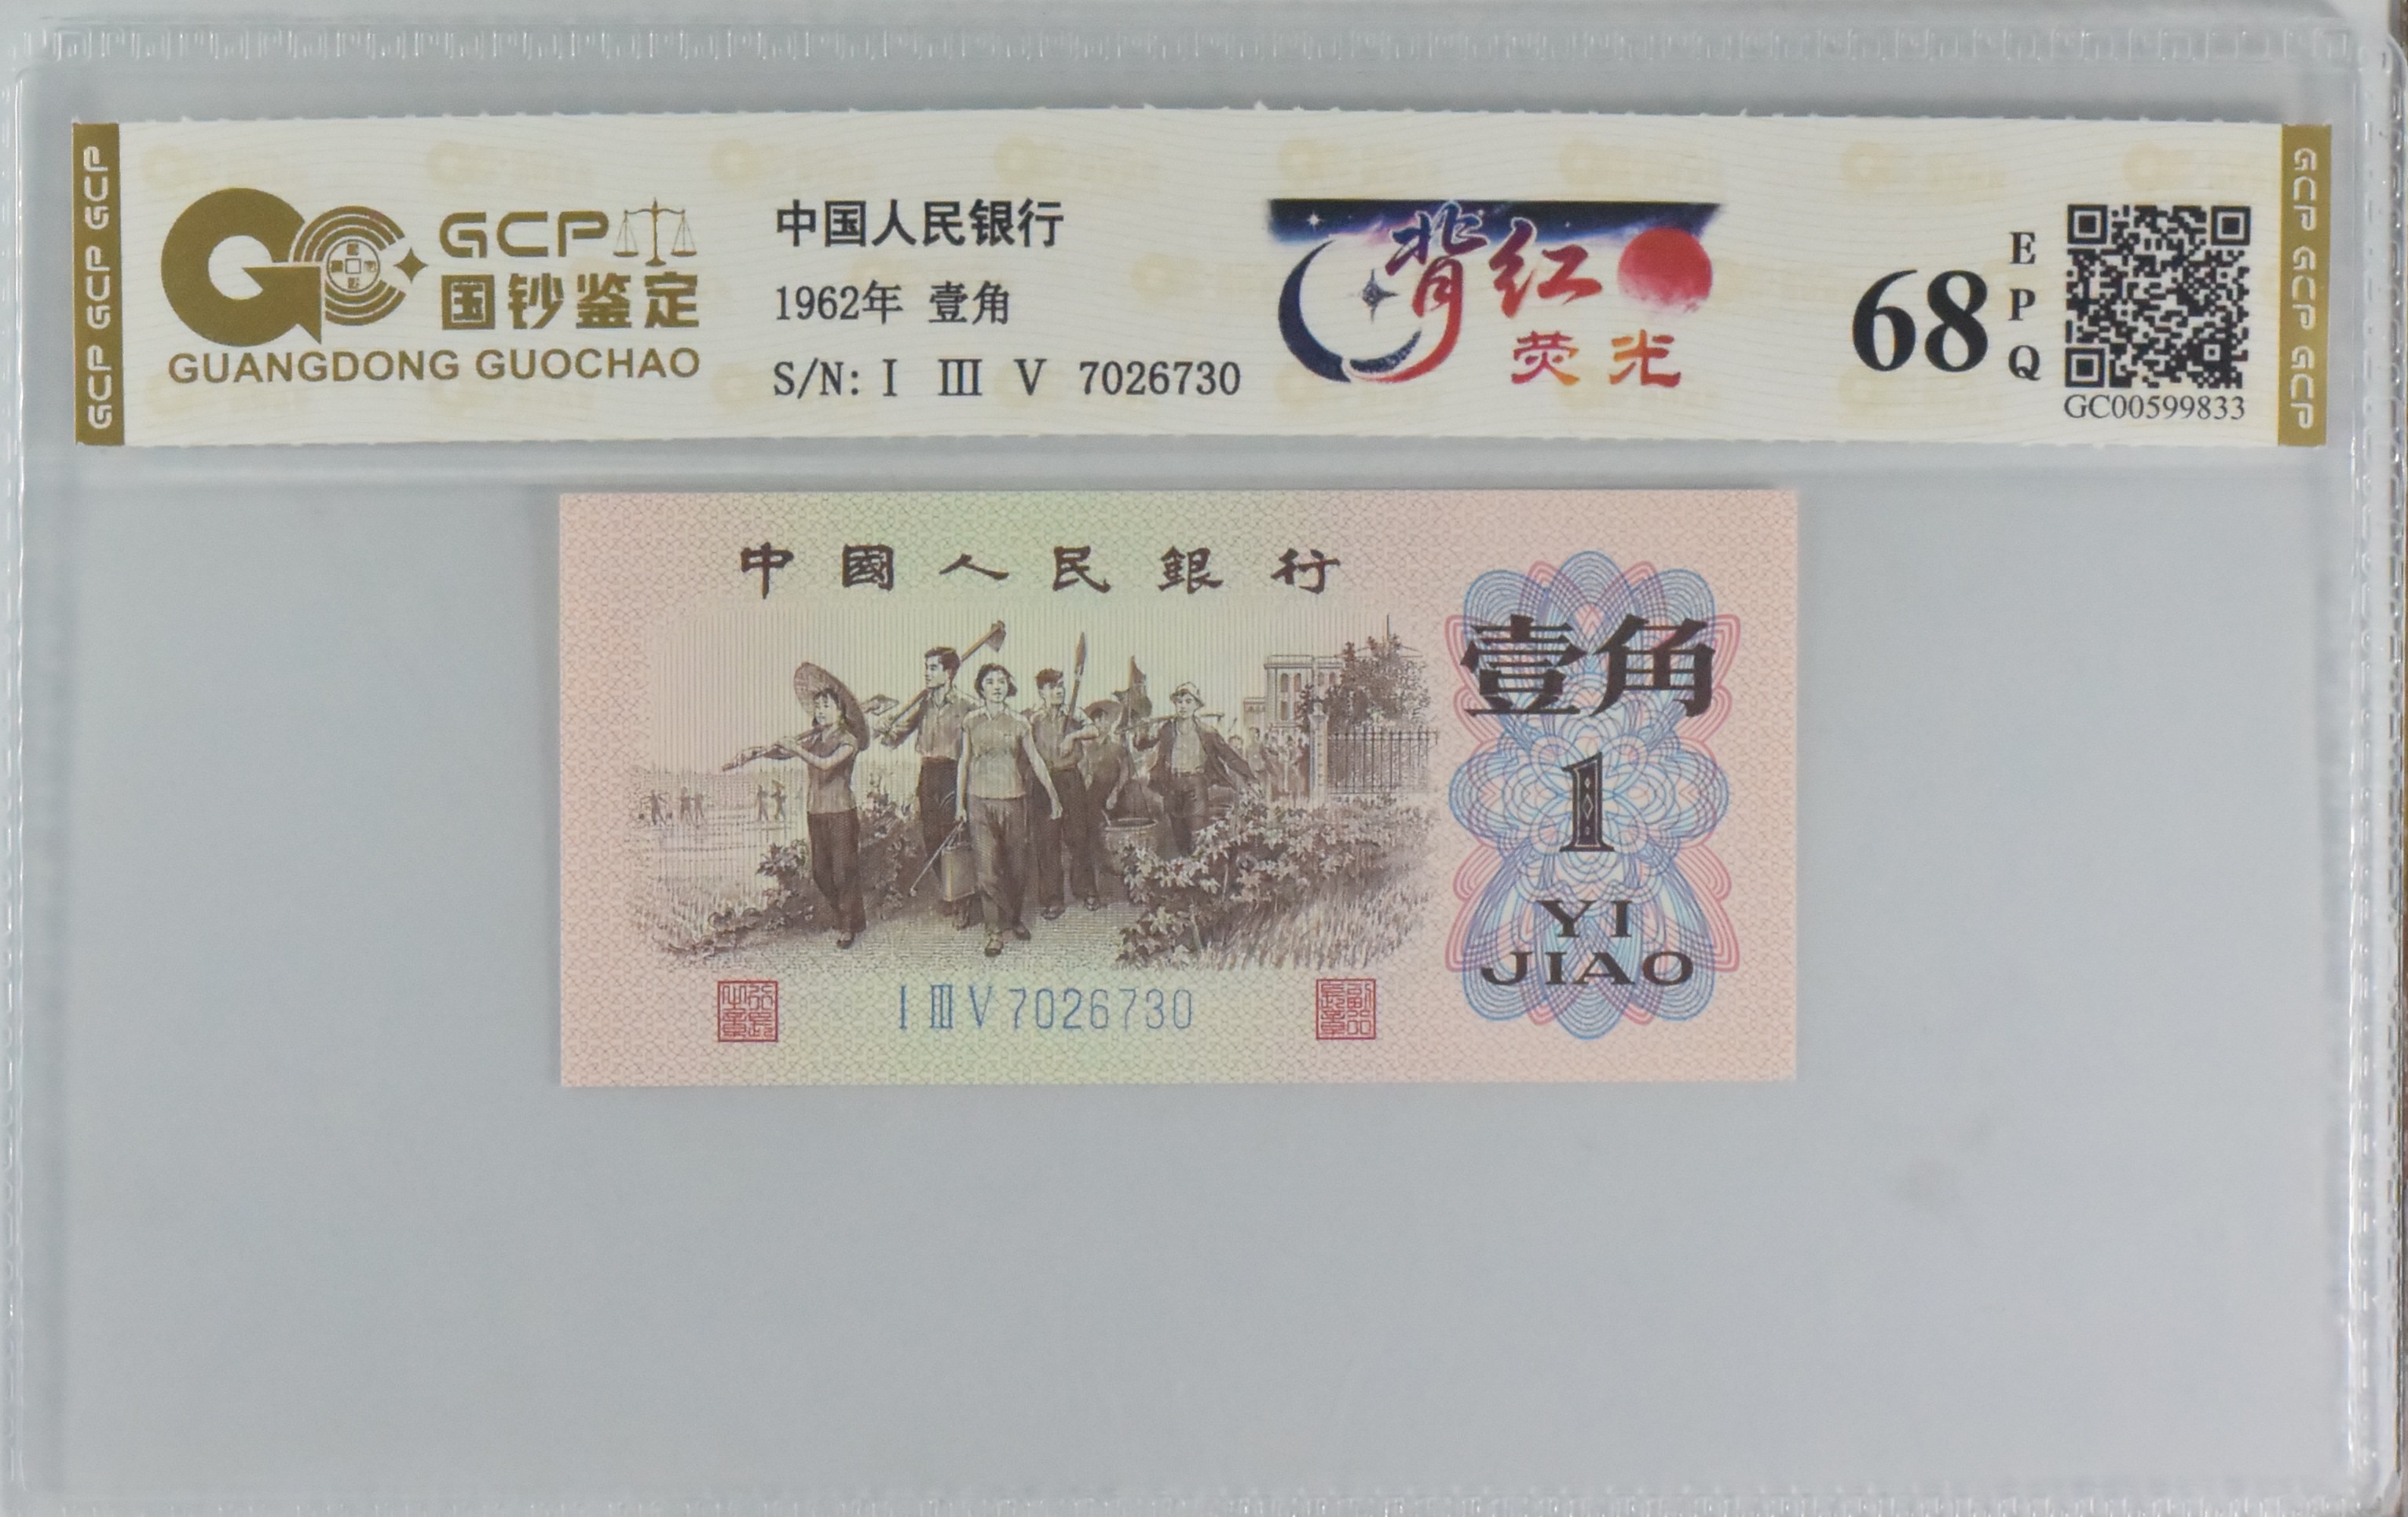 GCP GCP GCP
GCP
国钞鉴定
GUANGDONG GUOCHAO
中国人民银行
1962年 壹角
S/N: I III V 7026730
背红
荧光
68
E
P
Q
GC00599833
GCP GCP GCP
中國人民銀行
壹角
1
YI
JIAO
I III V 7026730